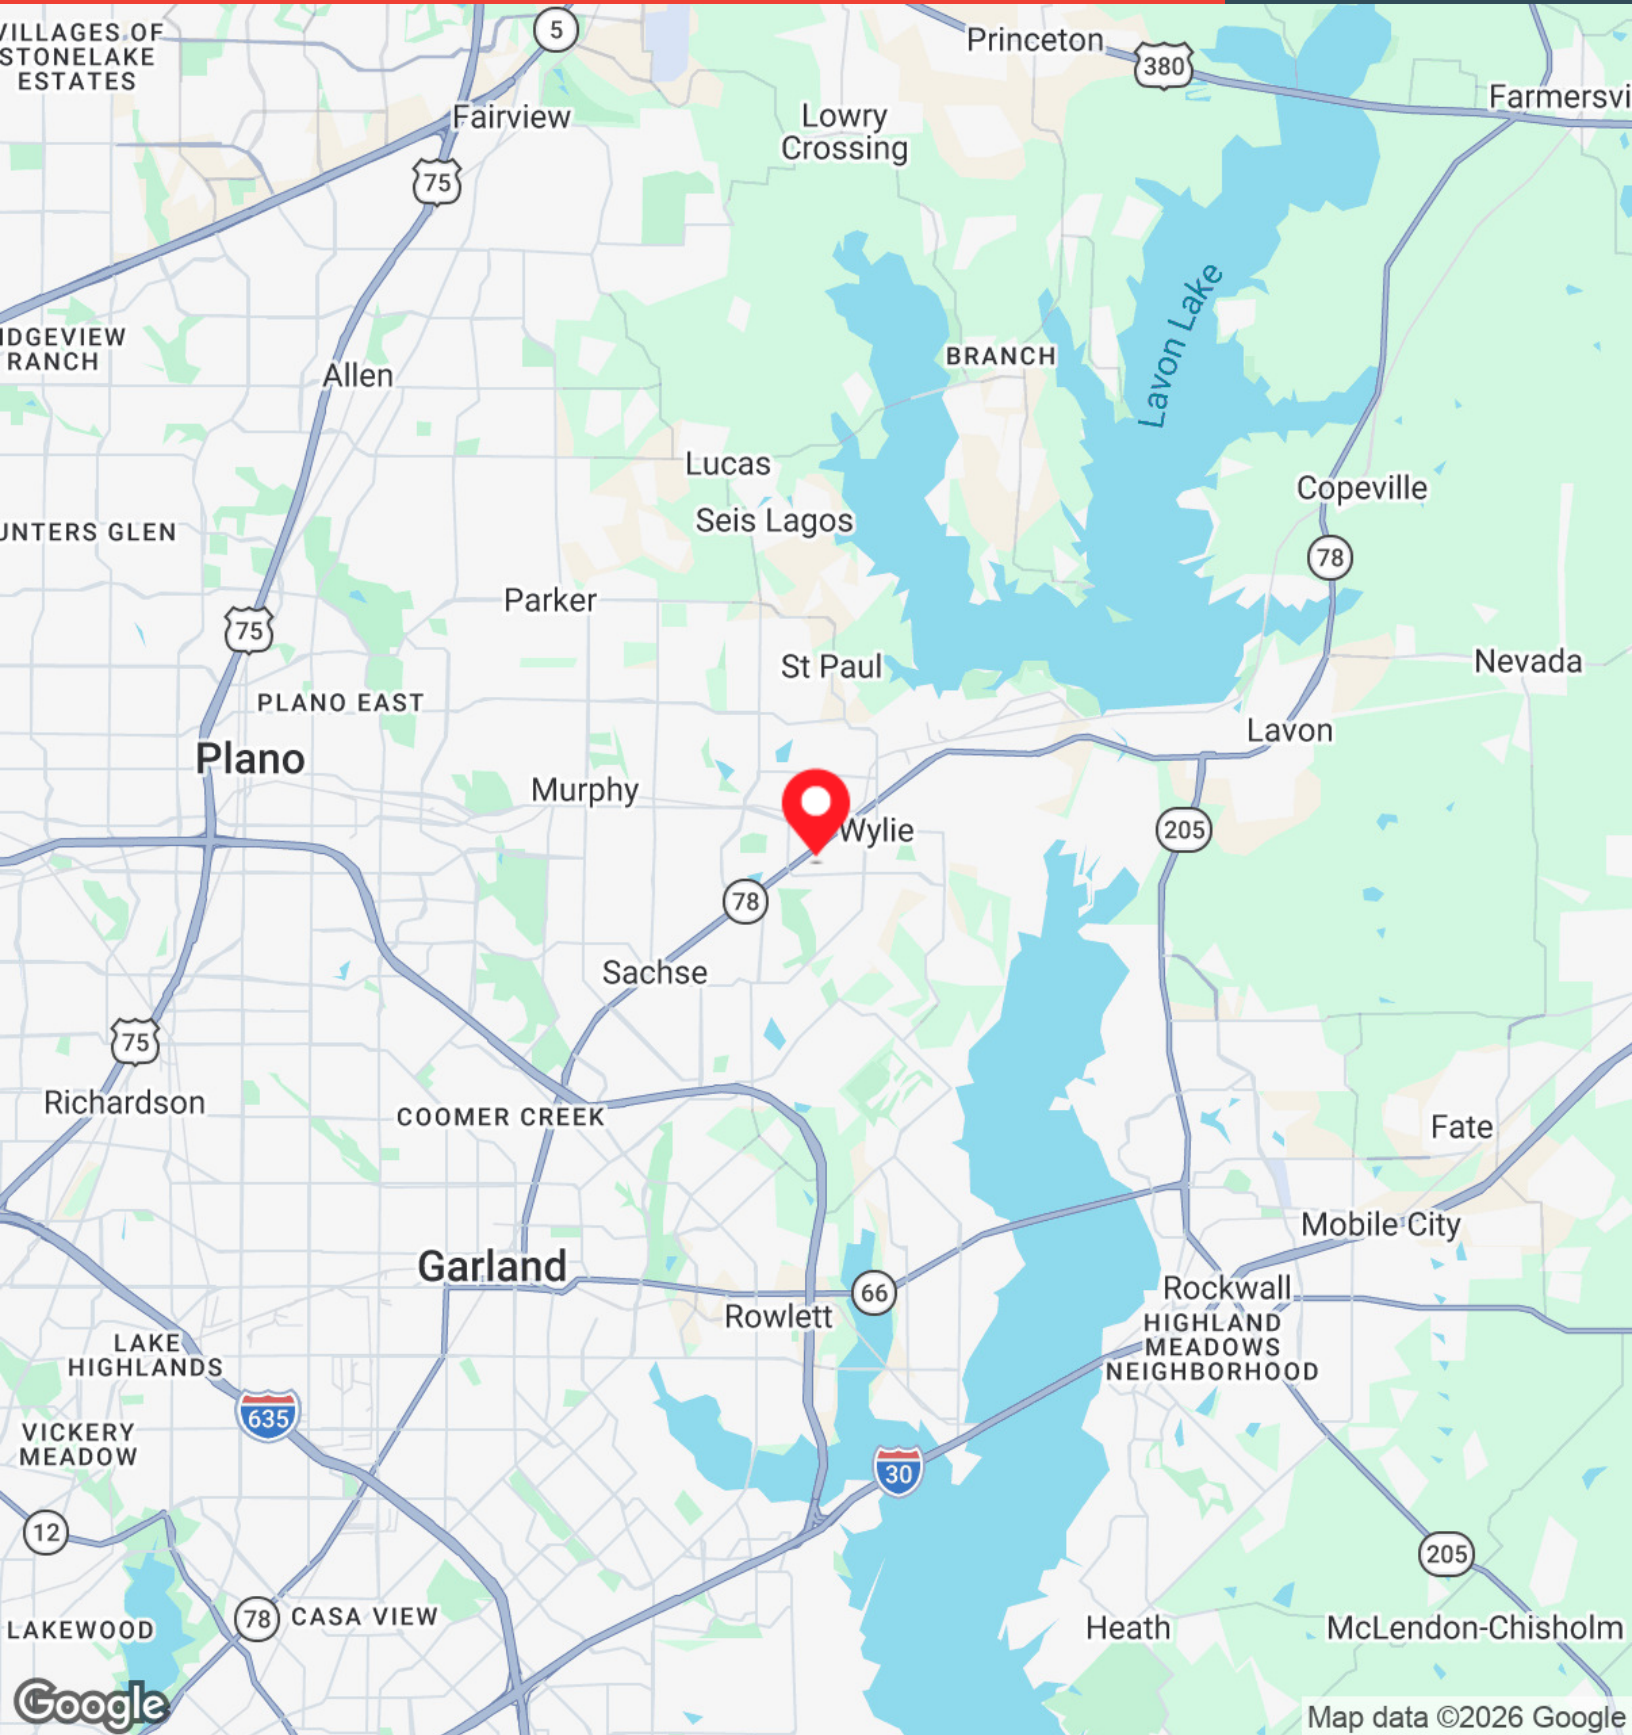 VILLAGES OF
STONELAKE
ESTATES
5
Princeton
380
Farmersvi
Fairview
Lowry
Crossing
75
Lavon Lake
IDGEVIEW
RANCH
Allen
BRANCH
Lucas
Seis Lagos
Copeville
UNTERS GLEN
78
Parker
75
St Paul
Nevada
PLANO EAST
Lavon
Plano
Murphy
Wylie
205
78
Sachse
75
Richardson
COOMER CREEK
Fate
Mobile City
Garland
66
Rockwall
Rowlett
HIGHLAND
MEADOWS
NEIGHBORHOOD
LAKE
HIGHLANDS
635
VICKERY
MEADOW
30
12
205
78
CASA VIEW
LAKEWOOD
Heath
McLendon-Chisholm
Google
Map data ©2026 Google